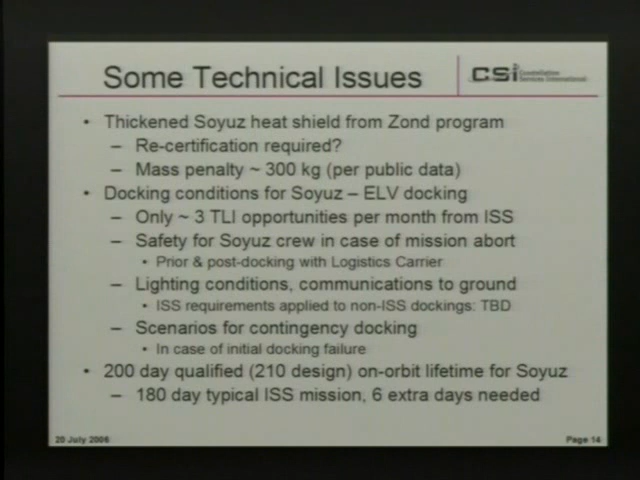 Some Technical Issues
CSi Constellation
Services International
• Thickened Soyuz heat shield from Zond program
– Re-certification required?
– Mass penalty ~ 300 kg (per public data)
• Docking conditions for Soyuz – ELV docking
– Only ~ 3 TLI opportunities per month from ISS
– Safety for Soyuz crew in case of mission abort
• Prior & post-docking with Logistics Carrier
– Lighting conditions, communications to ground
• ISS requirements applied to non-ISS dockings: TBD
– Scenarios for contingency docking
• In case of initial docking failure
• 200 day qualified (210 design) on-orbit lifetime for Soyuz
– 180 day typical ISS mission, 6 extra days needed
20 July 2006
Page 14